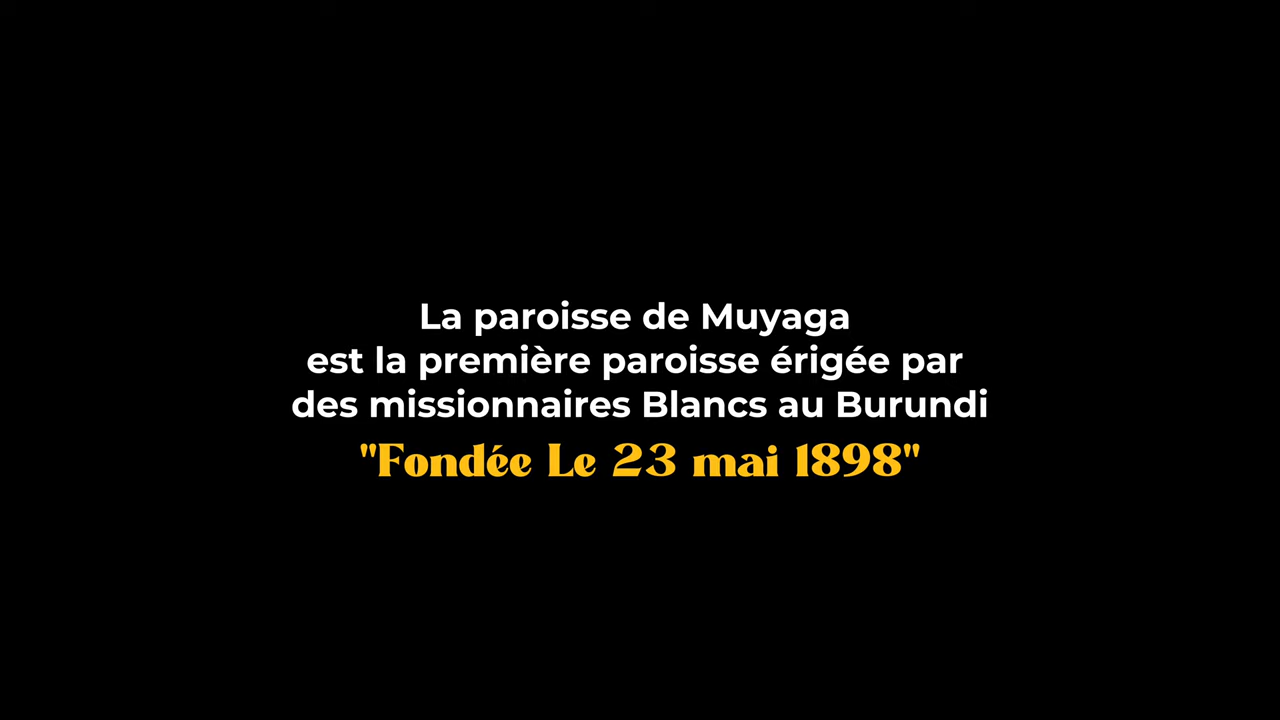 La paroisse de Muyaga
est la première paroisse érigée par
des missionnaires Blancs au Burundi
"Fondée Le 23 mai 1898"